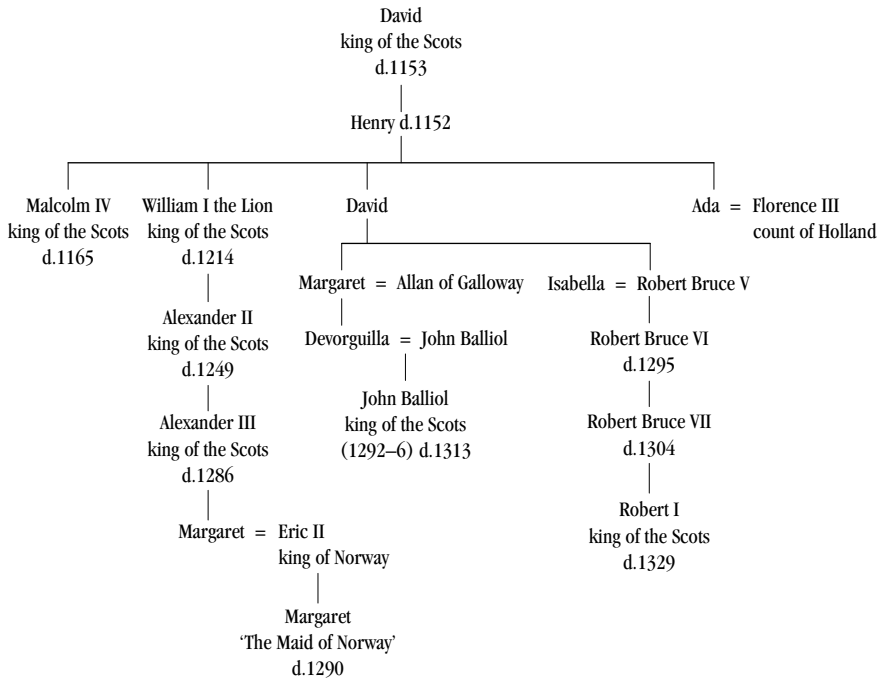 David
king of the Scots
d.1153
Henry d.1152
Malcolm IV
king of the Scots
d.1165
William I the Lion
king of the Scots
d.1214
David
Ada = Florence III
count of Holland
Margaret = Allan of Galloway
Isabella = Robert Bruce V
Alexander II
king of the Scots
d.1249
Devorguilla = John Balliol
Robert Bruce VI
d.1295
Alexander III
king of the Scots
d.1286
John Balliol
king of the Scots
(1292–6) d.1313
Robert Bruce VII
d.1304
Margaret = Eric II
king of Norway
Robert I
king of the Scots
d.1329
Margaret
‘The Maid of Norway’
d.1290